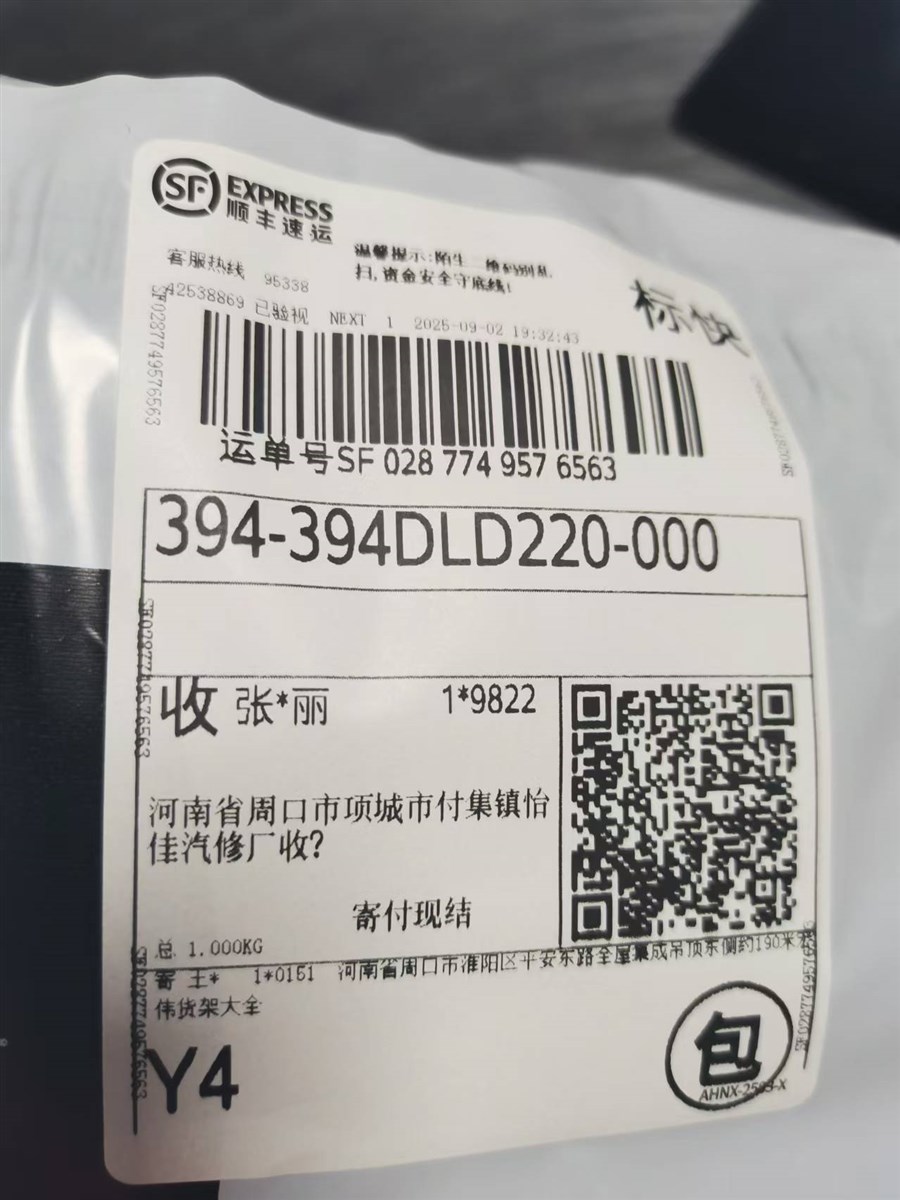 SF EXPRESS
顺丰速运
客服热线 95338
温馨提示:陌生二维码别乱
扫,资金安全守底线!
标快
42538869 已验视 NEXT 1 2025-09-02 19:32:43
SF0287749576563
运单号SF 028 774 957 6563
394-394DLD220-000
SF0287749576563
收 张*丽 1*9822
河南省周口市项城市付集镇怡
佳汽修厂收?
寄付现结
总 1.000KG
寄 王* 1*0151 河南省周口市淮阳区平安东路全屋集成吊顶东侧约190米
伟货架大全
SF0287749576563
SF0287749576563
Y4
包
AHNX-2503-X